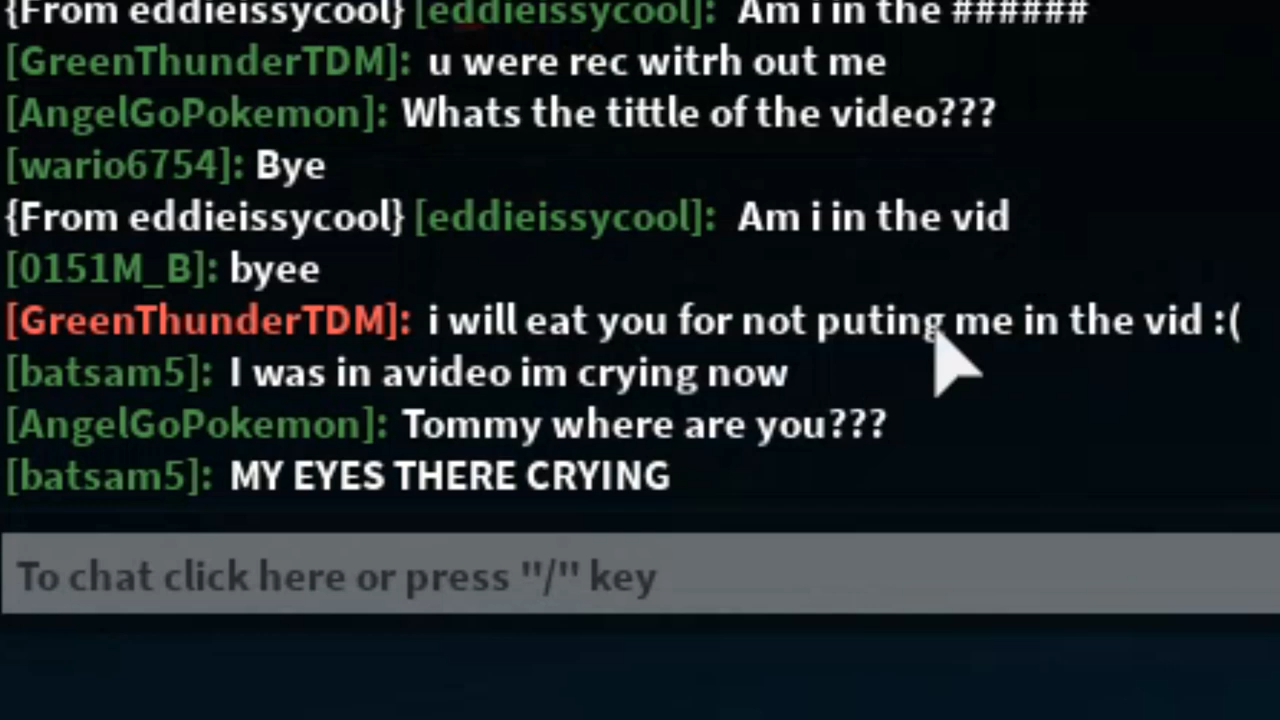 {From eddieissycool} [eddieissycool]: Am i in the ######
[GreenThunderTDM]: u were rec witrh out me
[AngelGoPokemon]: Whats the tittle of the video???
[wario6754]: Bye
{From eddieissycool} [eddieissycool]: Am i in the vid
[0151M_B]: byee
[GreenThunderTDM]: i will eat you for not puting me in the vid :(
[batsam5]: I was in avideo im crying now
[AngelGoPokemon]: Tommy where are you???
[batsam5]: MY EYES THERE CRYING
To chat click here or press "/" key